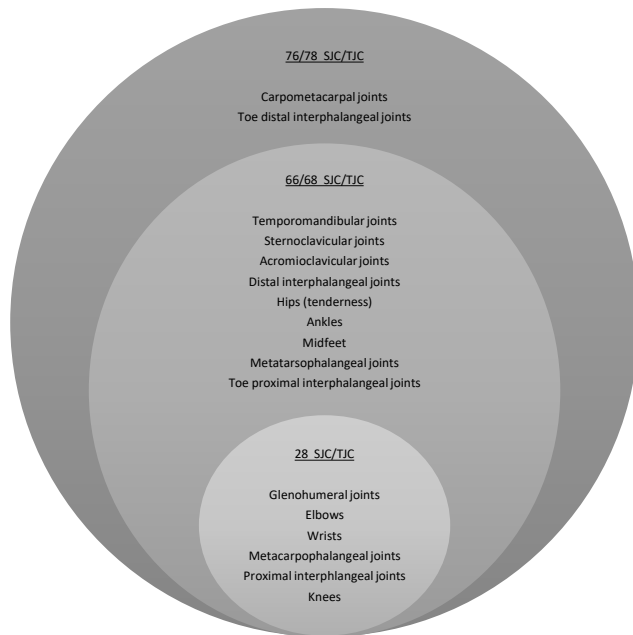 76/78 SJC/TJC
Carpometacarpal joints
Toe distal interphalangeal joints
66/68 SJC/TJC
Temporomandibular joints
Sternoclavicular joints
Acromioclavicular joints
Distal interphalangeal joints
Hips (tenderness)
Ankles
Midfeet
Metatarsophalangeal joints
Toe proximal interphalangeal joints
28 SJC/TJC
Glenohumeral joints
Elbows
Wrists
Metacarpophalangeal joints
Proximal interphlangeal joints
Knees